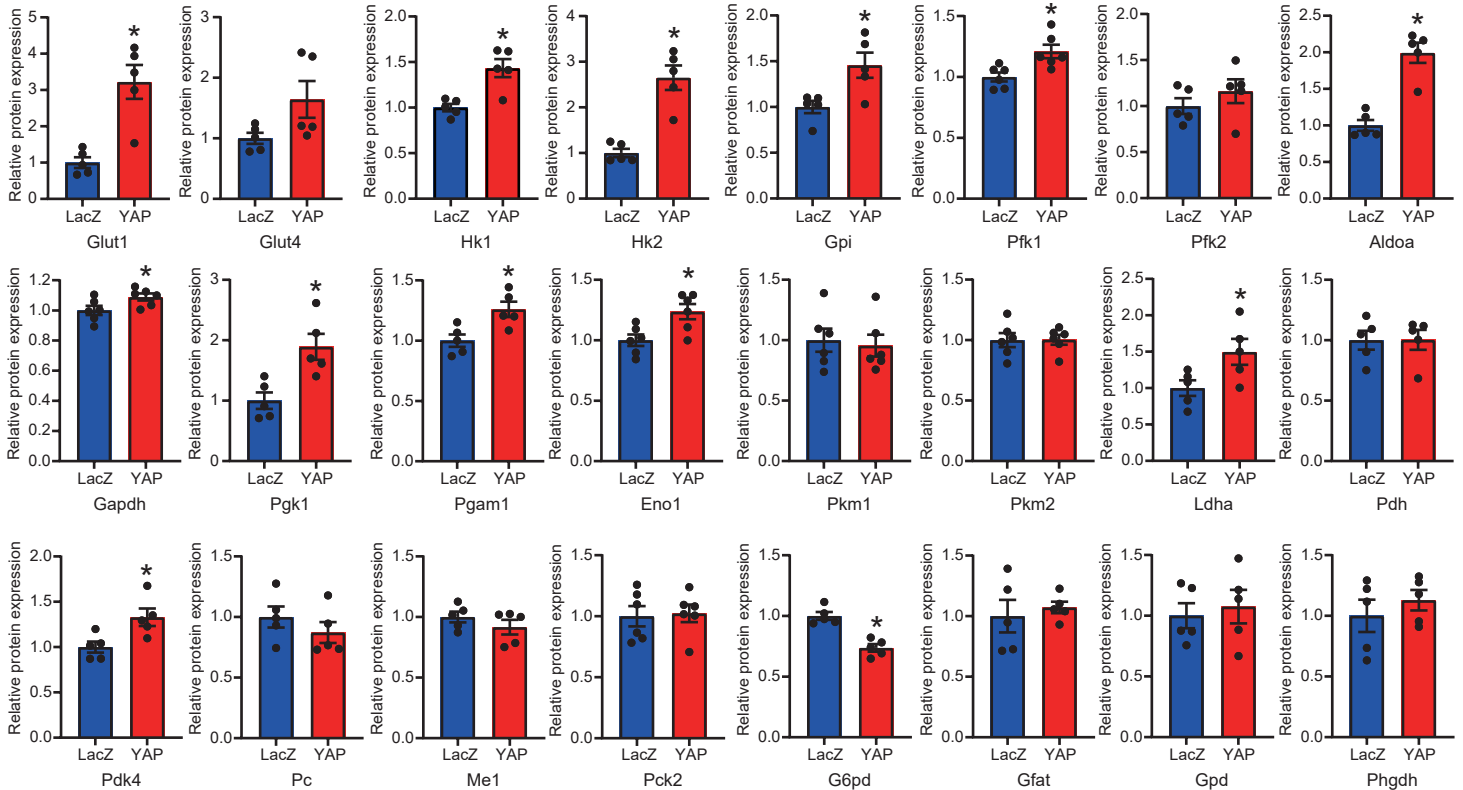 Relative protein expression
5
4
3
2
1
0
*
LacZ YAP
Glut1
Relative protein expression
3
2
1
0
LacZ YAP
Glut4
Relative protein expression
2.0
1.5
1.0
0.5
0.0
*
LacZ YAP
Hk1
Relative protein expression
4
3
2
1
0
*
LacZ YAP
Hk2
Relative protein expression
2.0
1.5
1.0
0.5
0.0
*
LacZ YAP
Gpi
Relative protein expression
1.5
1.0
0.5
0.0
*
LacZ YAP
Pfk1
Relative protein expression
2.0
1.5
1.0
0.5
0.0
LacZ YAP
Pfk2
Relative protein expression
2.5
2.0
1.5
1.0
0.5
0.0
*
LacZ YAP
Aldoa
Relative protein expression
1.2
1.0
0.8
0.6
0.4
0.2
0.0
*
LacZ YAP
Gapdh
Relative protein expression
3
2
1
0
*
LacZ YAP
Pgk1
Relative protein expression
1.5
1.0
0.5
0.0
*
LacZ YAP
Pgam1
Relative protein expression
1.5
1.0
0.5
0.0
*
LacZ YAP
Eno1
Relative protein expression
1.5
1.0
0.5
0.0
LacZ YAP
Pkm1
Relative protein expression
1.5
1.0
0.5
0.0
LacZ YAP
Pkm2
Relative protein expression
2.5
2.0
1.5
1.0
0.5
0.0
*
LacZ YAP
Ldha
Relative protein expression
1.5
1.0
0.5
0.0
LacZ YAP
Pdh
Relative protein expression
2.0
1.5
1.0
0.5
0.0
*
LacZ YAP
Pdk4
Relative protein expression
1.5
1.0
0.5
0.0
LacZ YAP
Pc
Relative protein expression
1.5
1.0
0.5
0.0
LacZ YAP
Me1
Relative protein expression
1.5
1.0
0.5
0.0
LacZ YAP
Pck2
Relative protein expression
1.5
1.0
0.5
0.0
*
LacZ YAP
G6pd
Relative protein expression
1.5
1.0
0.5
0.0
LacZ YAP
Gfat
Relative protein expression
1.5
1.0
0.5
0.0
LacZ YAP
Gpd
Relative protein expression
1.5
1.0
0.5
0.0
LacZ YAP
Phgdh